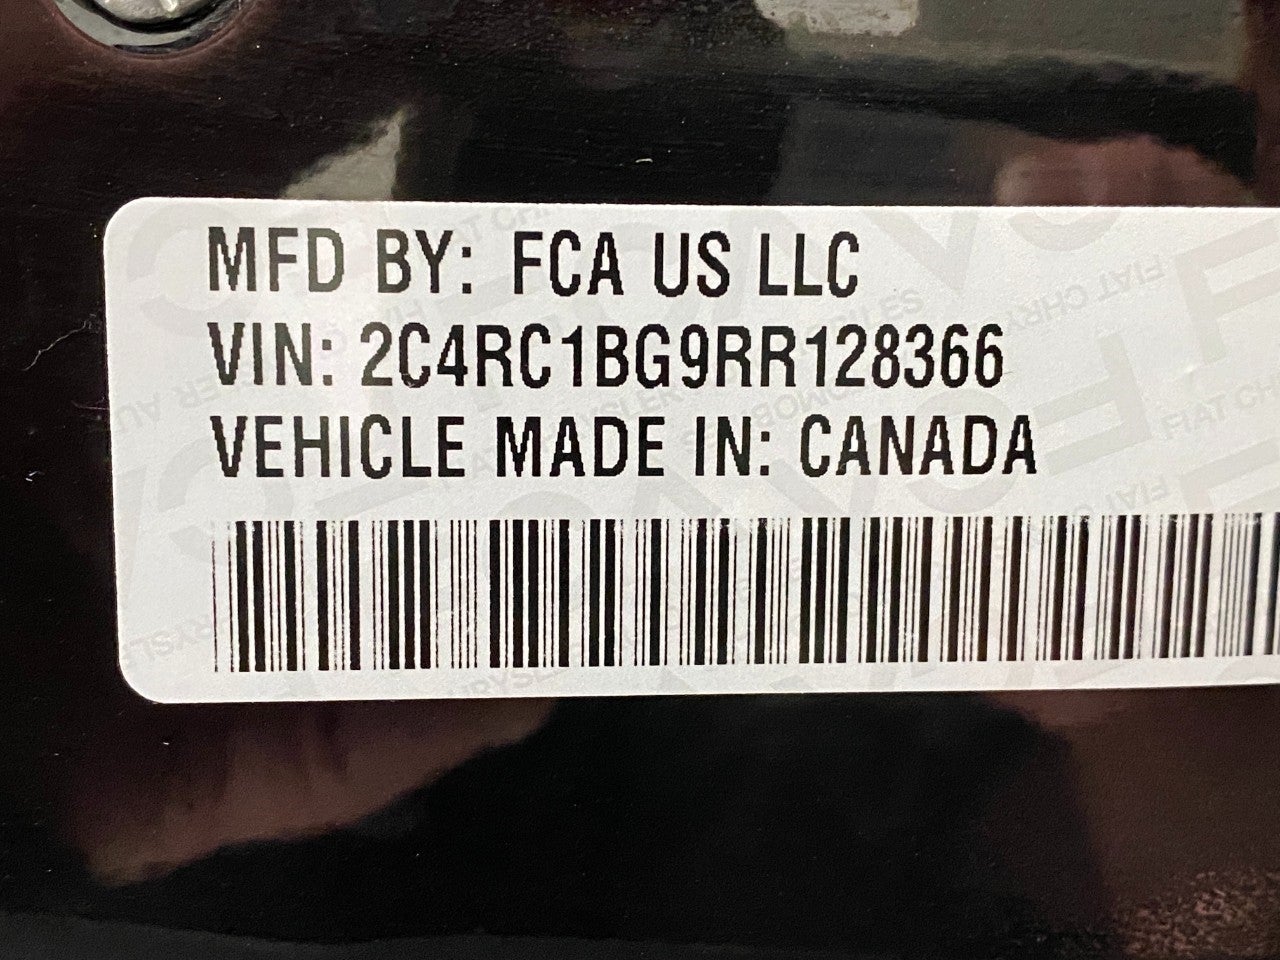 MFD BY: FCA US LLC
VIN: 2C4RC1BG9RR128366
VEHICLE MADE IN: CANADA